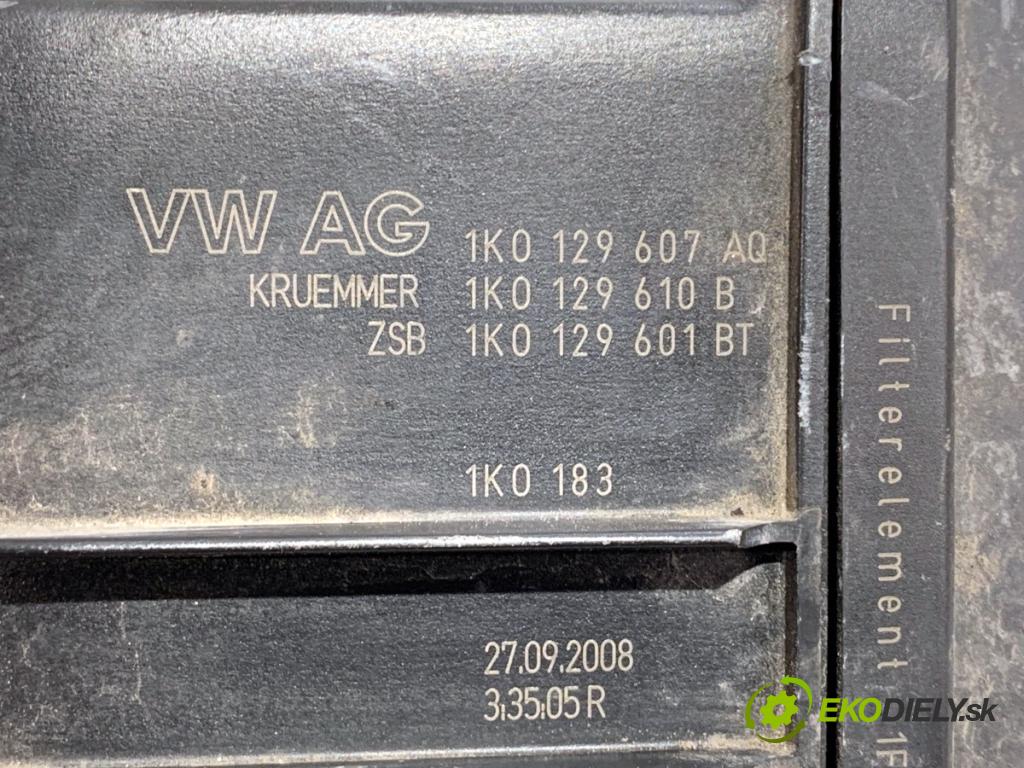 VW AG 1K0 129 607 AQ
KRUEMMER 1K0 129 610 B
ZSB 1K0 129 601 BT
1K0 183
27.09.2008
3:35:05 R
Filterelement 1F
EKODIELY.sk